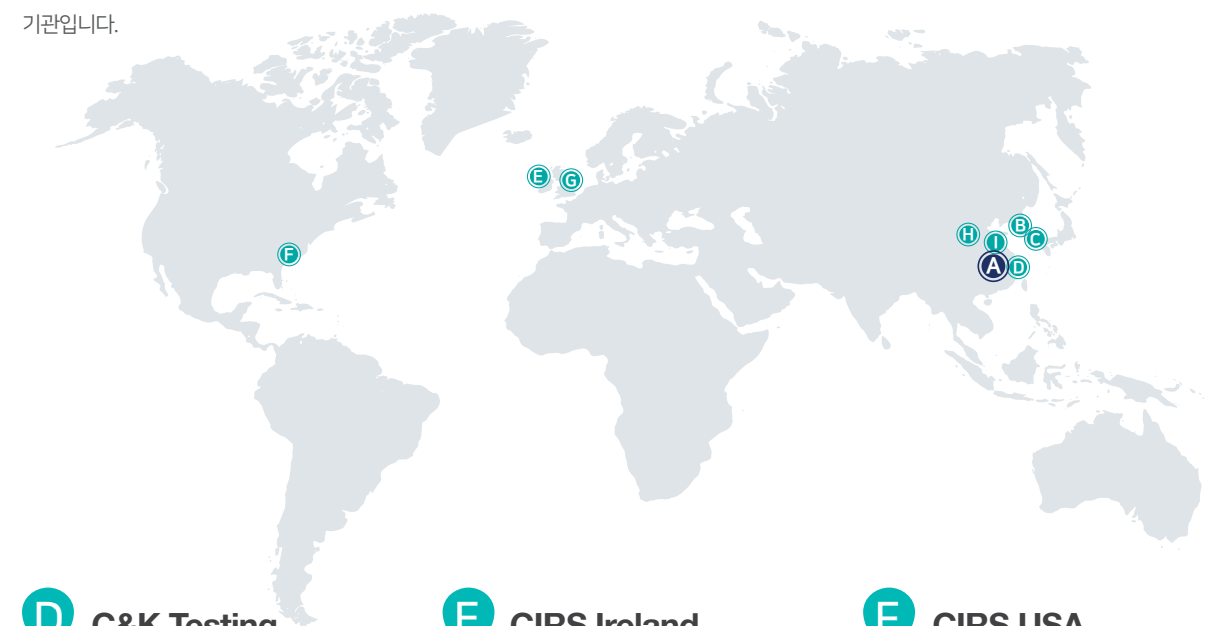 기관입니다.
E G
B
H I C
F
A D
D C&K Testing
E CIRS Ireland
F CIRS USA